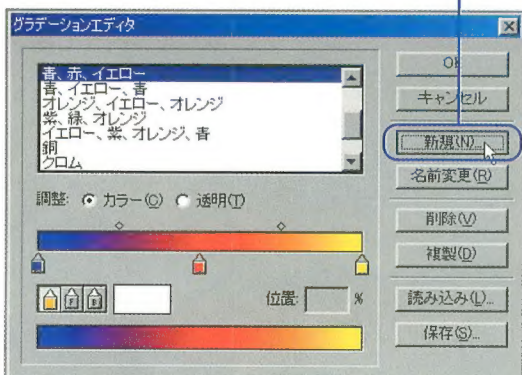 グラデーションエディタ
青、赤、イエロー
青、イエロー、青
オレンジ、イエロー、オレンジ
紫、緑、オレンジ
イエロー、紫、オレンジ、青
銅
クロム
調整: カラー(C) 透明(T)
位置: %
OK
キャンセル
新規(N)...
名前変更(R)
削除(V)
複製(D)
読み込み(L)...
保存(S)...